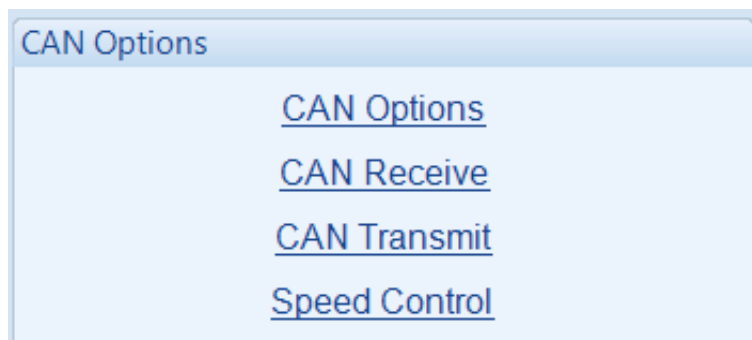 CAN Options
CAN Options
CAN Receive
CAN Transmit
Speed Control